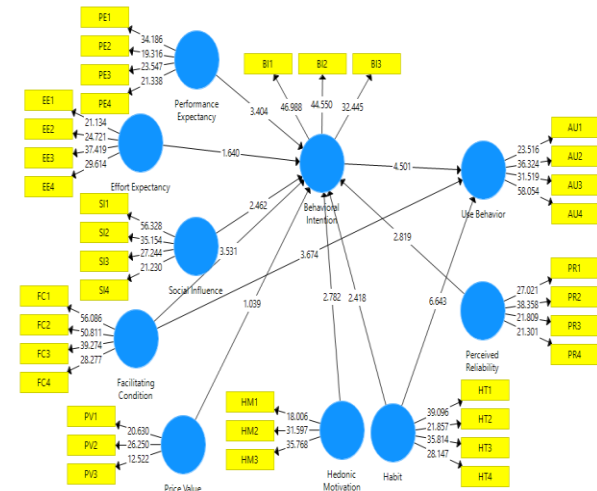 PE1
PE2
PE3
PE4
34.186
19.316
23.547
21.338
Performance
Expectancy
3.404
BI1
BI2
BI3
46.988
44.550
32.445
Behavioral
Intention
EE1
EE2
EE3
EE4
21.134
24.721
37.419
29.614
Effort Expectancy
1.640
4.501
AU1
AU2
AU3
AU4
23.516
36.324
31.519
58.054
Use Behavior
SI1
SI2
SI3
SI4
56.328
35.154
27.244
21.230
Social Influence
2.462
3.531
3.674
2.819
FC1
FC2
FC3
FC4
56.086
50.811
39.274
28.277
Facilitating
Condition
1.039
2.782
2.418
6.643
PR1
PR2
PR3
PR4
27.021
38.358
21.809
21.301
Perceived
Reliability
PV1
PV2
PV3
20.630
26.250
12.522
Price Value
HM1
HM2
HM3
18.006
31.597
35.768
Hedonic
Motivation
HT1
HT2
HT3
HT4
39.096
21.857
35.814
28.147
Habit